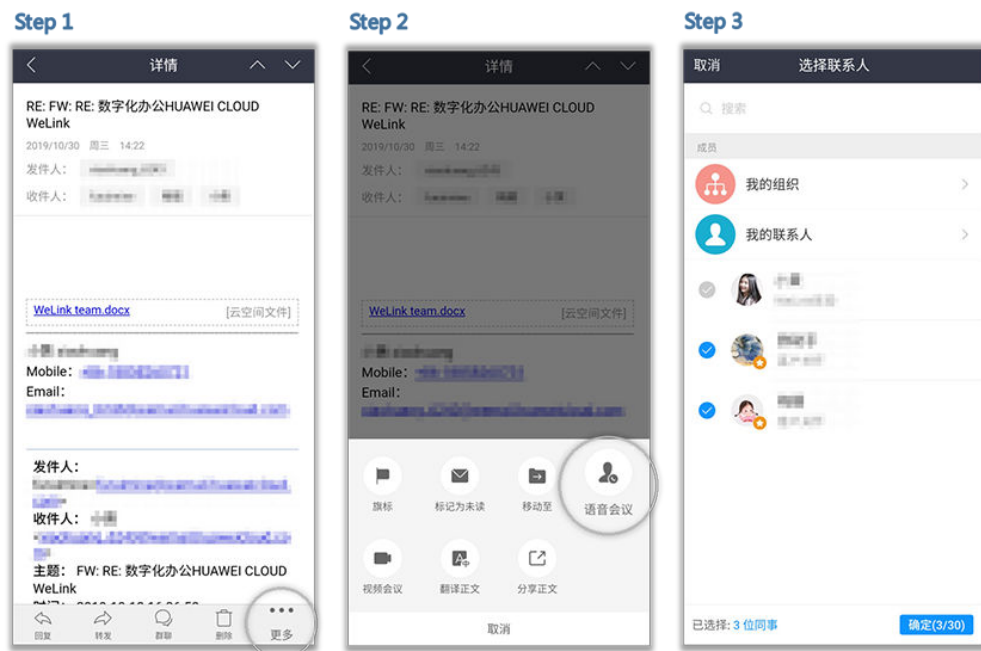 Step 1
详情
RE: FW: RE: 数字化办公HUAWEI CLOUD
WeLink
2019/10/30 周三 14:22
发件人：
收件人：
WeLink team.docx
[云空间文件]
Mobile：
Email：
发件人：
收件人：
主题： FW: RE: 数字化办公HUAWEI CLOUD
WeLink
回复
转发
群聊
删除
更多
Step 2
详情
RE: FW: RE: 数字化办公HUAWEI CLOUD
WeLink
2019/10/30 周三 14:22
发件人：
收件人：
WeLink team.docx
[云空间文件]
Mobile：
Email：
旗标
标记为未读
移动至
语音会议
视频会议
翻译正文
分享正文
取消
Step 3
取消
选择联系人
搜索
成员
我的组织
我的联系人
已选择: 3 位同事
确定(3/30)